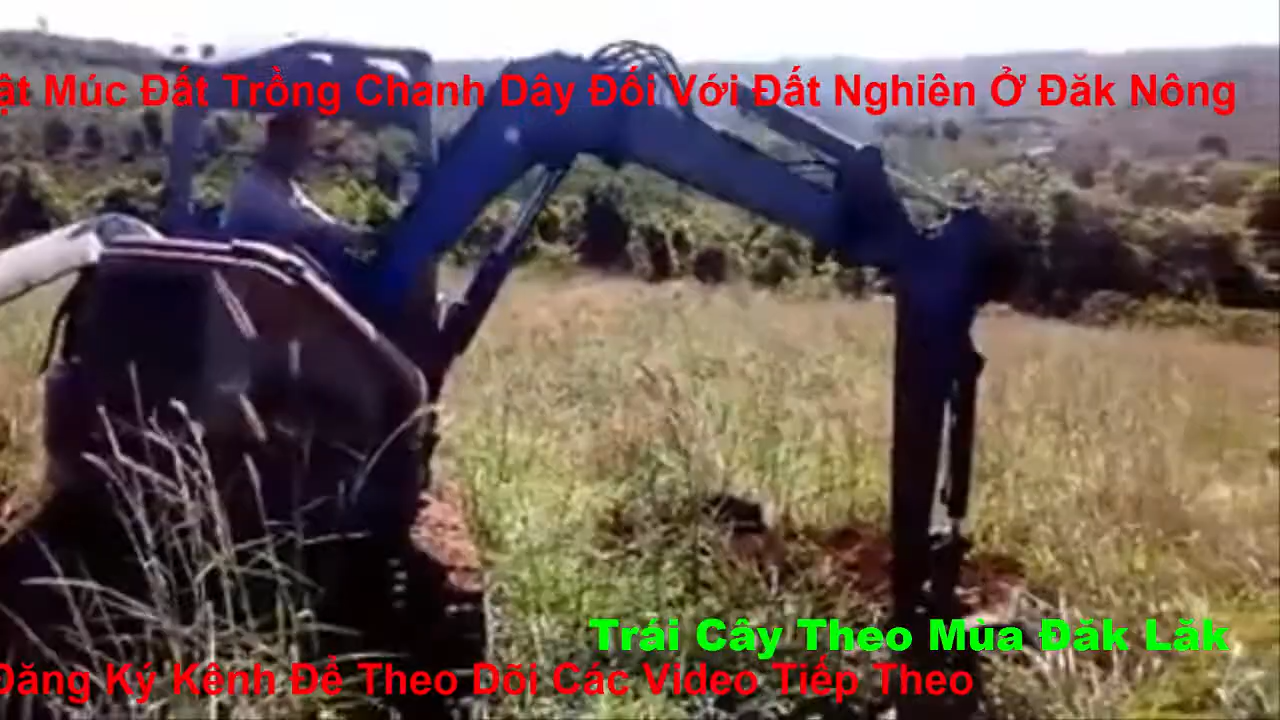 ật Múc Đất Trồng Chanh Dây Đối Với Đất Nghiên Ở Đăk Nông
Trái Cây Theo Mùa Đăk Lăk
Đăng Ký Kênh Để Theo Dõi Các Video Tiếp Theo